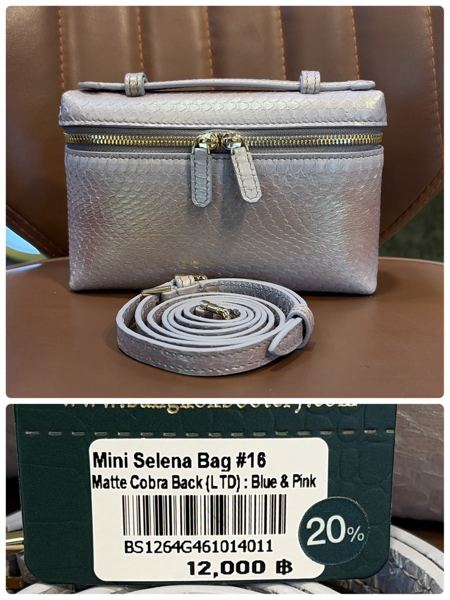 Mini Selena Bag #16
Matte Cobra Back (LTD) : Blue & Pink
20%
BS1264G461014011
12,000 ฿